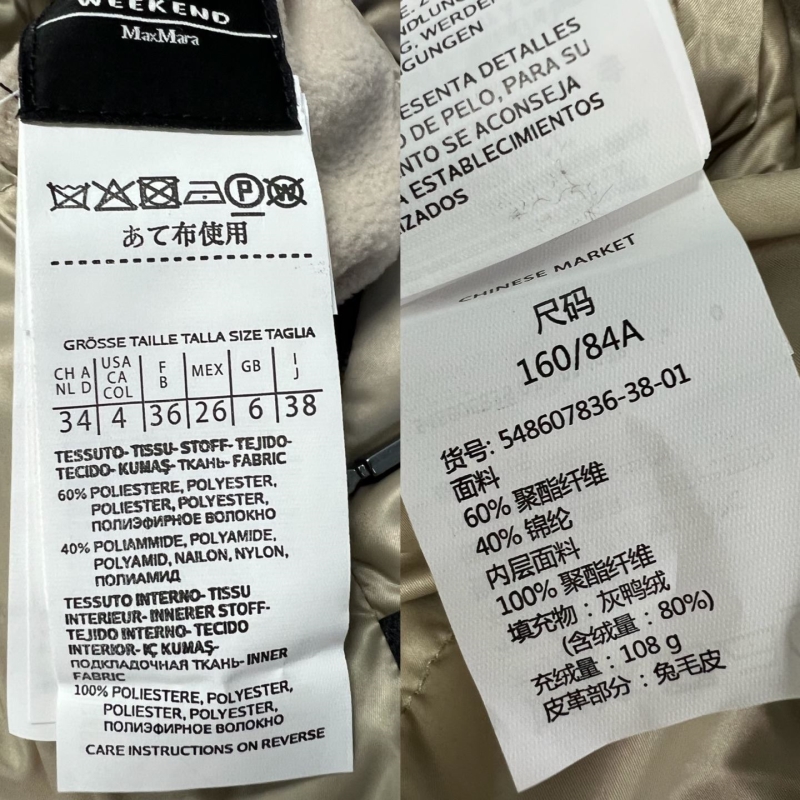 WEEKEND
MaxMara
P
W
あて布使用
GRÖSSE TAILLE TALLA SIZE TAGLIA
CH A NL D
USA CA COL
F B
MEX
GB
I J
34
4
36
26
6
38
TESSUTO- TISSU- STOFF- TEJIDO-
TECIDO- KUMAŞ- ТКАНЬ- FABRIC
60% POLIESTERE, POLYESTER,
POLIESTER, POLYESTER,
ПОЛИЭФИРНОЕ ВОЛОКНО
40% POLIAMMIDE, POLYAMIDE,
POLYAMID, NAILON, NYLON,
ПОЛИАМИД
TESSUTO INTERNO- TISSU
INTERIEUR- INNERER STOFF-
TEJIDO INTERNO- TECIDO
INTERIOR- IÇ KUMAŞ-
ПОДКЛАДОЧНАЯ ТКАНЬ- INNER
FABRIC
100% POLIESTERE, POLYESTER,
POLIESTER, POLYESTER,
ПОЛИЭФИРНОЕ ВОЛОКНО
CARE INSTRUCTIONS ON REVERSE
NDLUNG
G, WERDEN
GUNGEN
ESENTA DETALLES
O DE PELO, PARA SU
NTO SE ACONSEJA
A ESTABLECIMIENTOS
IZADOS
CHINESE MARKET
尺码
160/84A
货号: 548607836-38-01
面料
60% 聚酯纤维
40% 锦纶
内层面料
100% 聚酯纤维
填充物：灰鸭绒
(含绒量：80%)
充绒量：108 g
皮革部分：兔毛皮